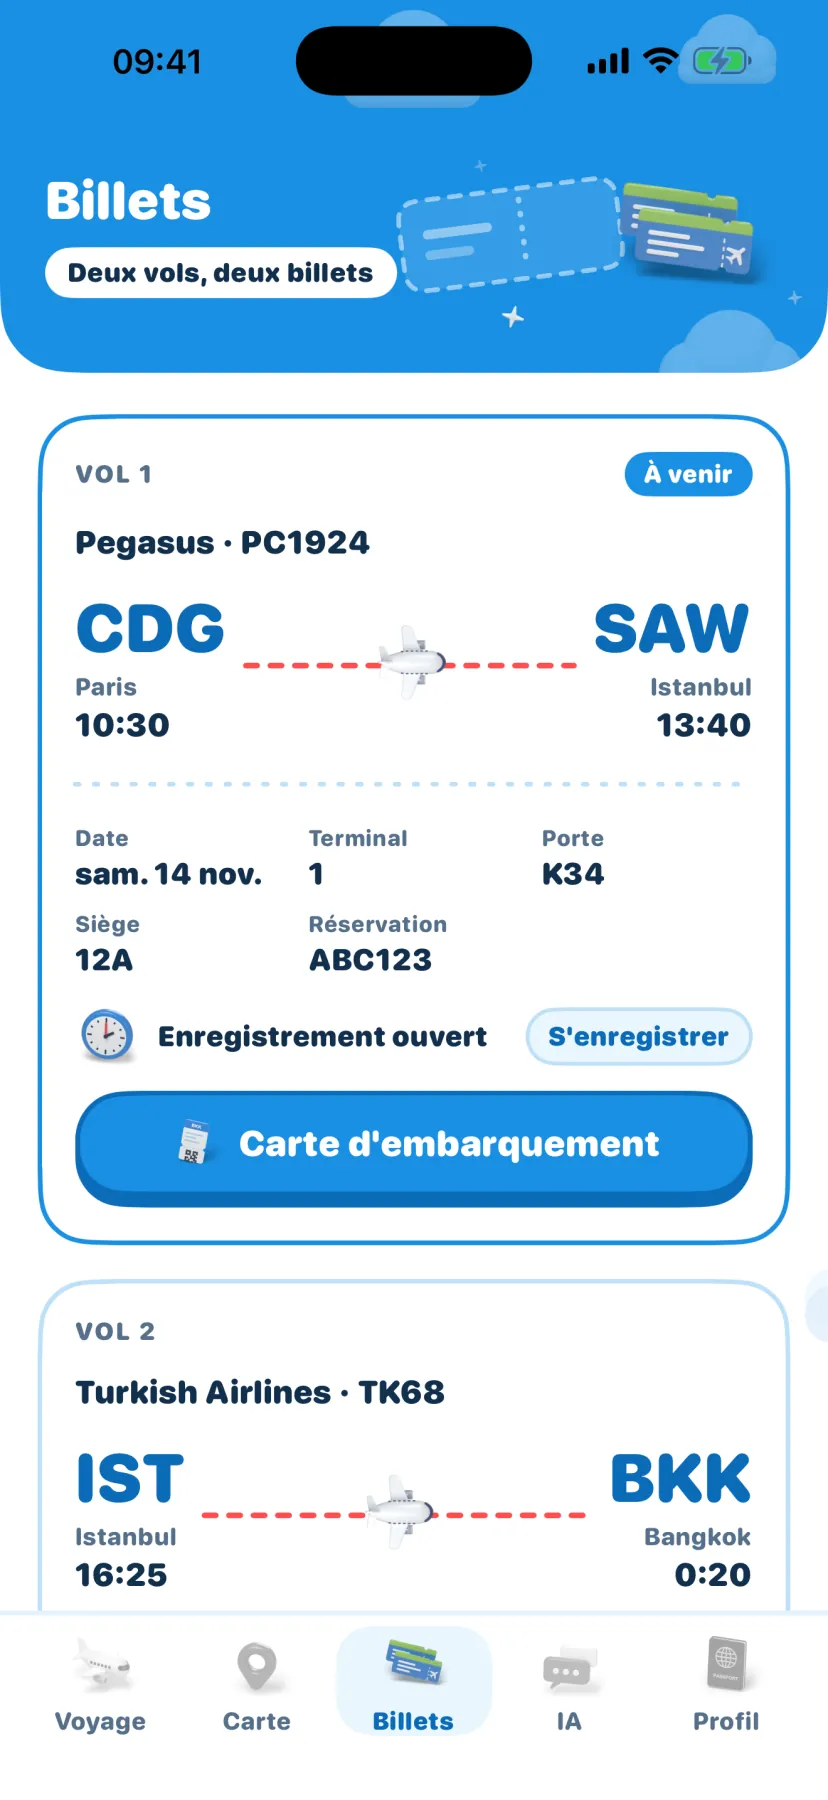 09:41
Billets
Deux vols, deux billets
VOL 1
À venir
Pegasus · PC1924
CDG
SAW
Paris
Istanbul
10:30
13:40
Date
Terminal
Porte
sam. 14 nov.
1
K34
Siège
Réservation
12A
ABC123
Enregistrement ouvert
S'enregistrer
BKK
Carte d'embarquement
VOL 2
Turkish Airlines · TK68
IST
BKK
Istanbul
Bangkok
16:25
0:20
PASSPORT
Voyage
Carte
Billets
IA
Profil